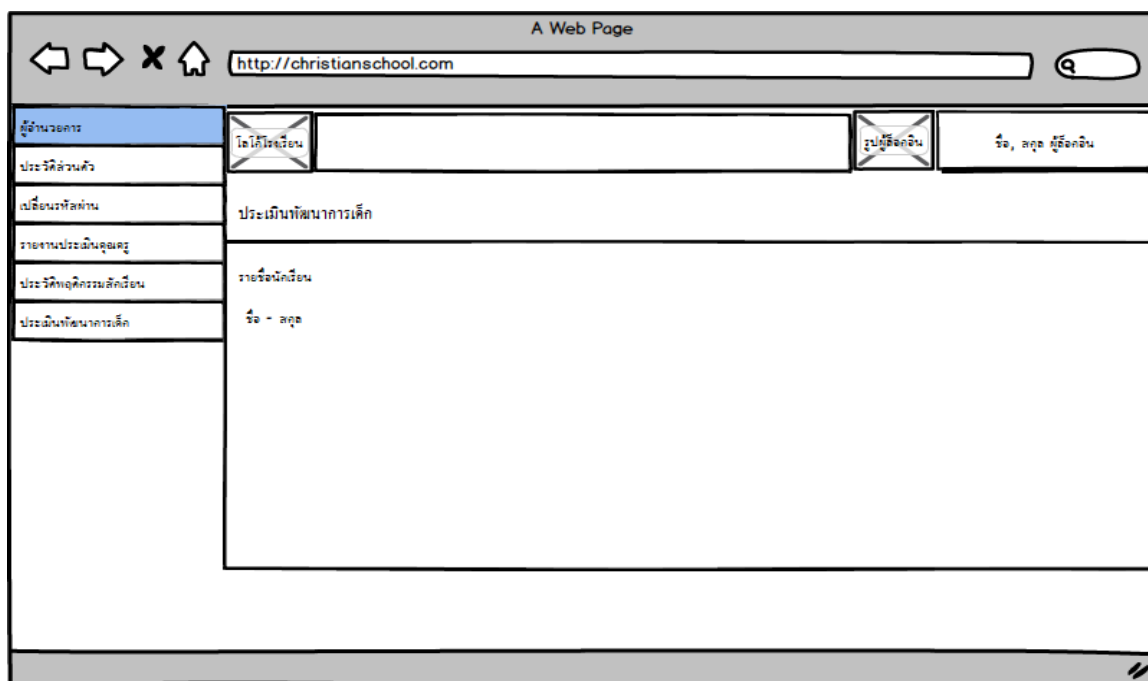 A Web Page
http://christianschool.com
ผู้อำนวยการ
ประวัติส่วนตัว
เปลี่ยนรหัสผ่าน
รายงานประเมินคุณครู
ประวัติพฤติกรรมลักเรียน
ประเมินพัฒนาการเด็ก
โลโก้โรงเรียน
รูปผู้ล็อคอิน
ชื่อ, สกุล ผู้ล็อคอิน
ประเมินพัฒนาการเด็ก
รายชื่อนักเรียน
ชื่อ - สกุล